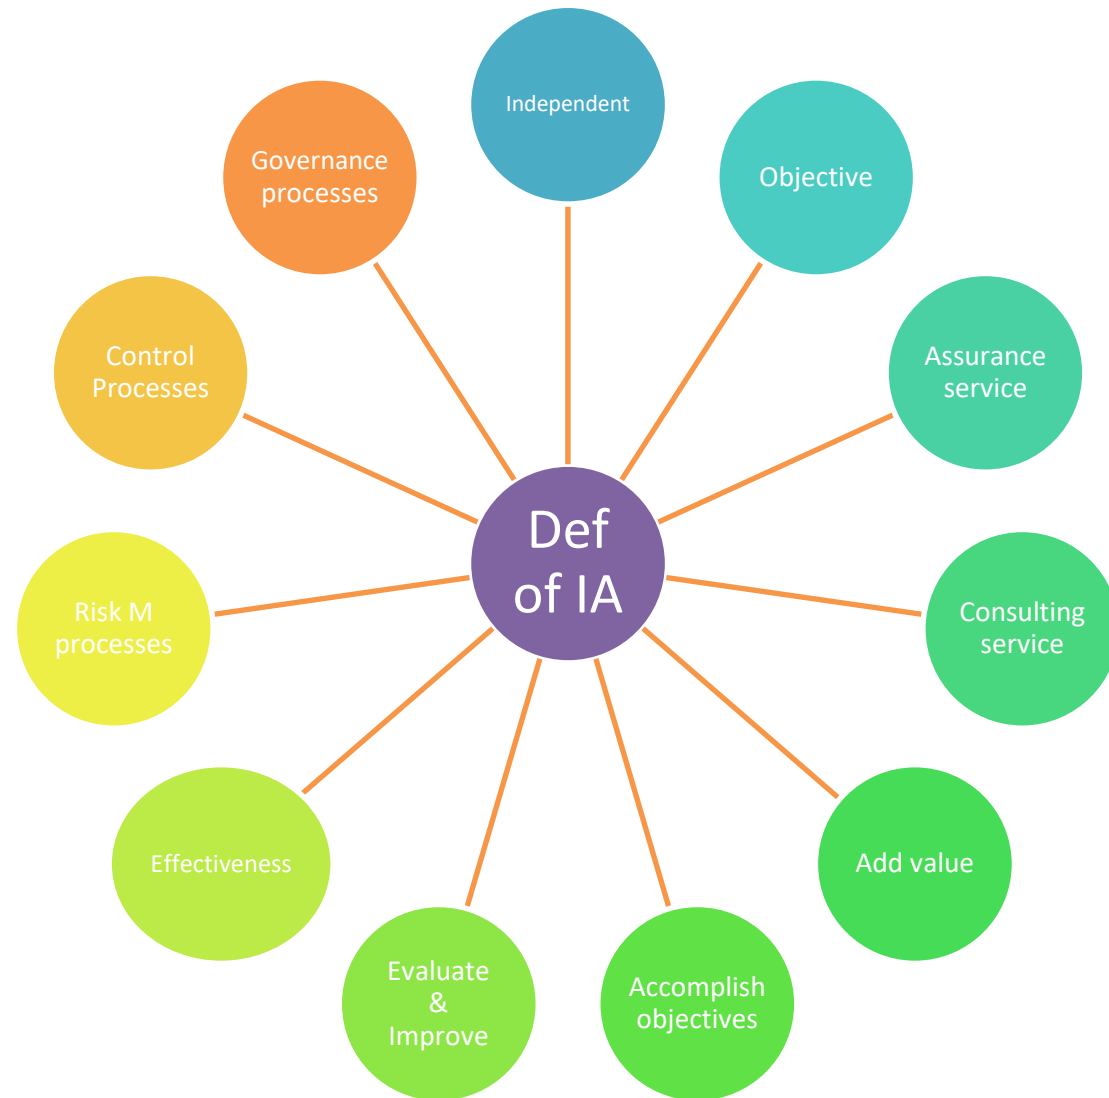 Independent
Objective
Assurance
service
Consulting
service
Add value
Accomplish
objectives
Evaluate
&
Improve
Effectiveness
Risk M
processes
Control
Processes
Governance
processes
Def
of IA